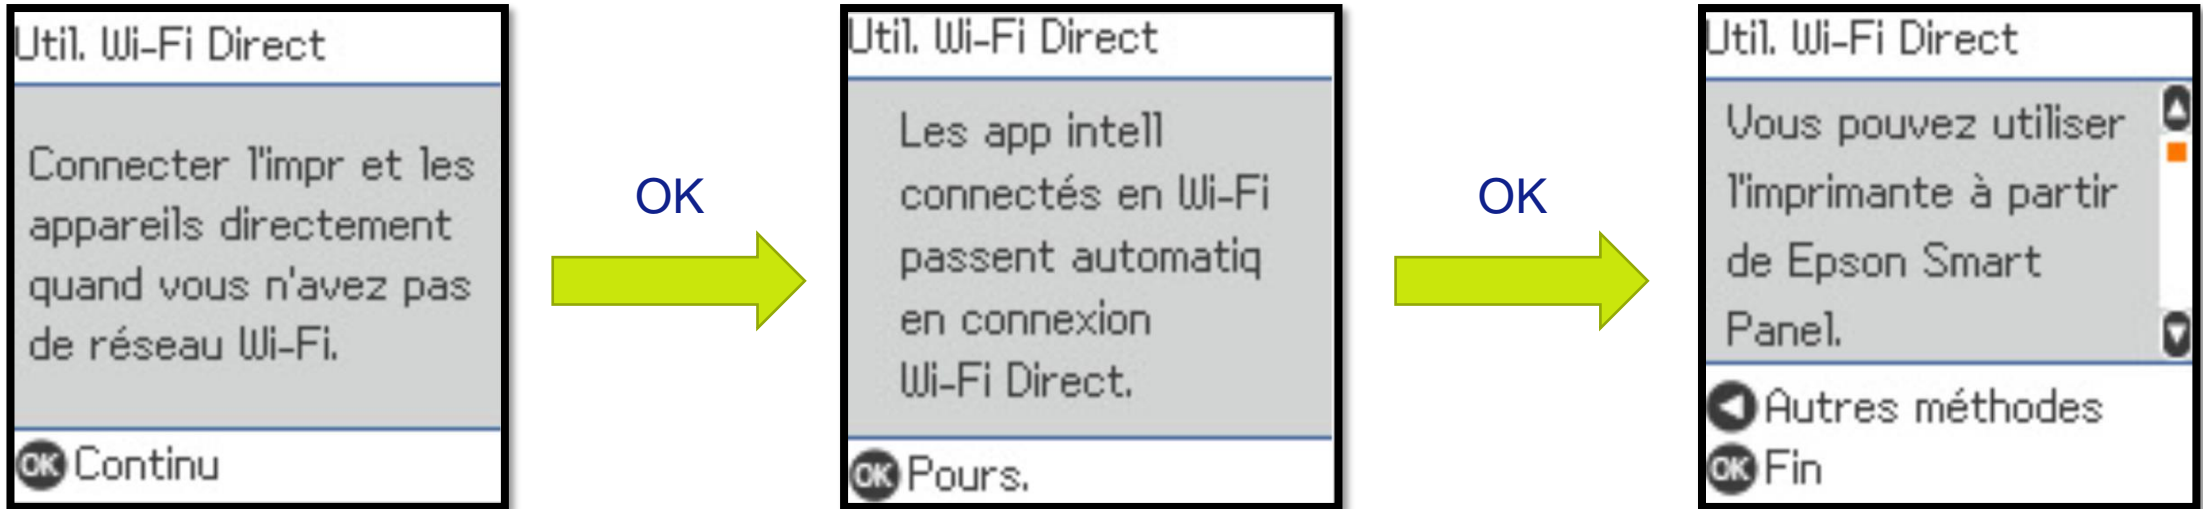 Util. Wi-Fi Direct
Connecter l'impr et les
appareils directement
quand vous n'avez pas
de réseau Wi-Fi.
OK Continu
OK
Util. Wi-Fi Direct
Les app intell
connectés en Wi-Fi
passent automatiq
en connexion
Wi-Fi Direct.
OK Pours.
OK
Util. Wi-Fi Direct
Vous pouvez utiliser
l'imprimante à partir
de Epson Smart
Panel.
Autres méthodes
OK Fin